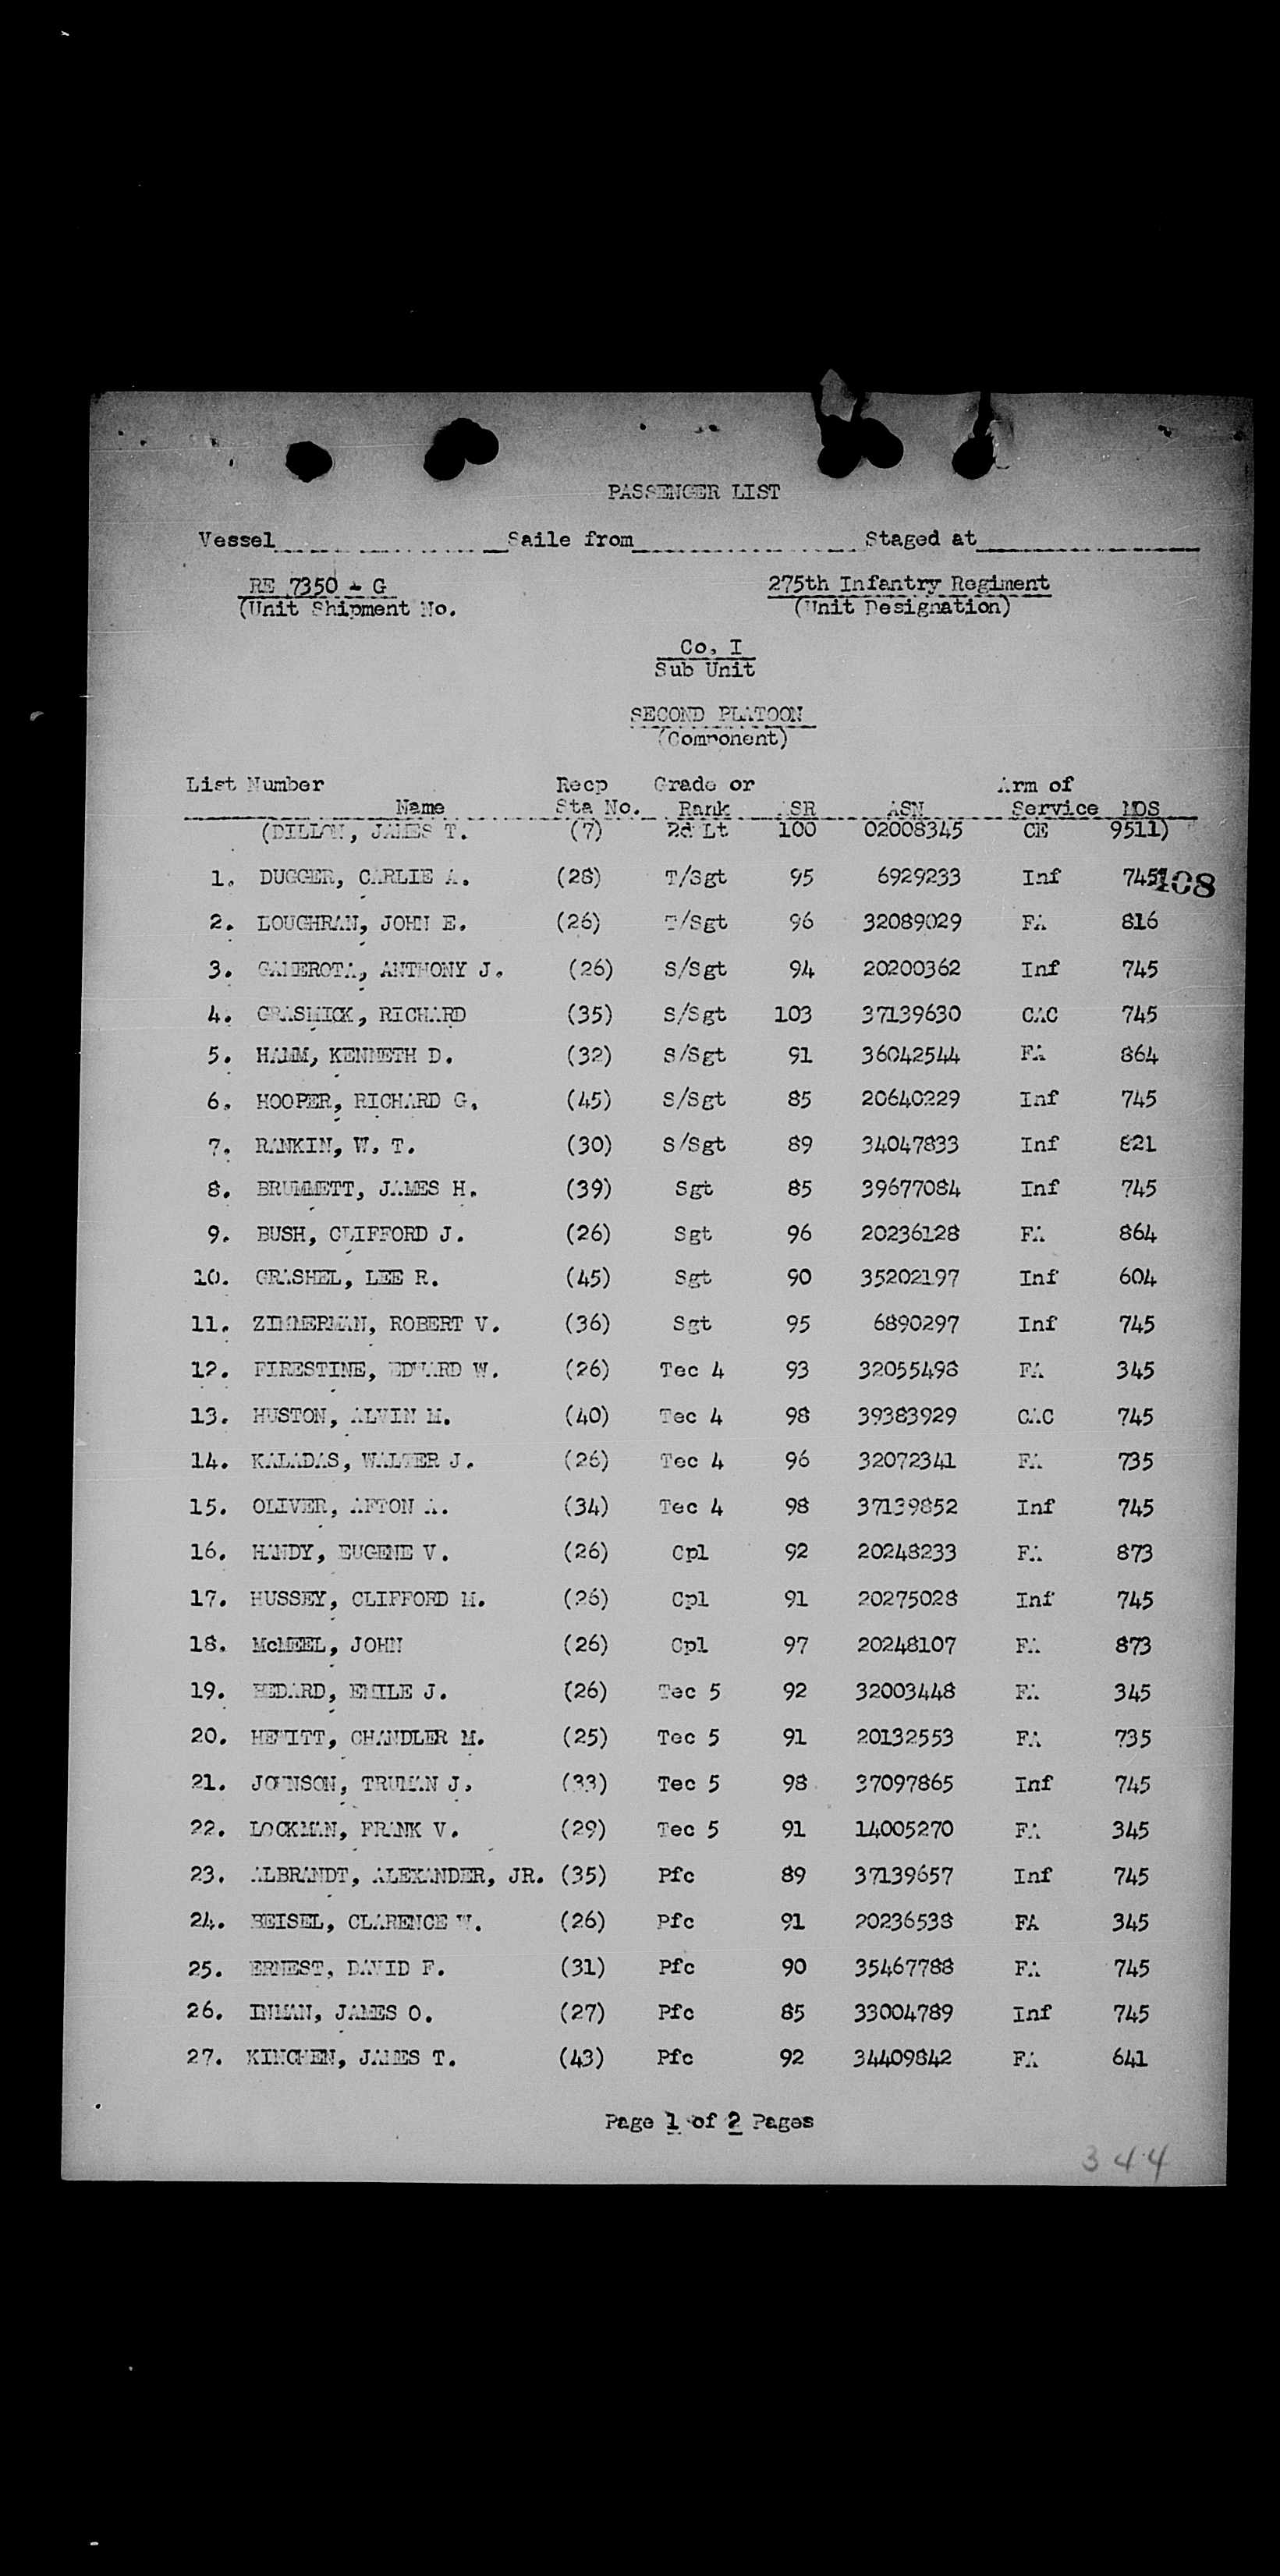 PASSENGER LIST
Vessel Saile from Staged at
RE 7350 - G 275th Infantry Regiment
(Unit Shipment No. (Unit Designation)
Co. I
Sub Unit
SECOND PLATOON
(Component)
List Number Recp Grade or Arm of
Name Sta No. Rank ASR ASN Service MOS
(DILLON, JAMES T. (7) 2d Lt 100 02008345 CE 9511)
1. DUGGER, CARLIE A. (28) T/Sgt 95 6929233 Inf 745
408
2. LOUGHRAN, JOHN E. (26) T/Sgt 96 32089029 FA 816
3. GAMEROTA, ANTHONY J. (26) S/Sgt 94 20200362 Inf 745
4. GRASMICK, RICHARD (35) S/Sgt 103 37139630 CAC 745
5. HAMM, KENNETH D. (32) S/Sgt 91 36042544 FA 864
6. HOOPER, RICHARD G. (45) S/Sgt 85 20640229 Inf 745
7. RANKIN, W. T. (30) S/Sgt 89 34047833 Inf 821
8. BRUMMETT, JAMES H. (39) Sgt 85 39677084 Inf 745
9. BUSH, CLIFFORD J. (26) Sgt 96 20236128 FA 864
10. GRASHEL, LEE R. (45) Sgt 90 35202197 Inf 604
11. ZIMMERMAN, ROBERT V. (36) Sgt 95 6890297 Inf 745
12. FIRESTINE, EDWARD W. (26) Tec 4 93 32055498 FA 345
13. HUSTON, ALVIN M. (40) Tec 4 98 39383929 CAC 745
14. KALADAS, WALTER J. (26) Tec 4 96 32072341 FA 735
15. OLIVER, AFTON A. (34) Tec 4 98 37139852 Inf 745
16. HANDY, EUGENE V. (26) Cpl 92 20248233 FA 873
17. HUSSEY, CLIFFORD M. (26) Cpl 91 20275028 Inf 745
18. McMEEL, JOHN (26) Cpl 97 20248107 FA 873
19. BEDARD, EMILE J. (26) Tec 5 92 32003448 FA 345
20. HEWITT, CHANDLER M. (25) Tec 5 91 20132553 FA 735
21. JOHNSON, TRUMAN J. (33) Tec 5 98 37097865 Inf 745
22. LOCKMAN, FRANK V. (29) Tec 5 91 14005270 FA 345
23. ALBRANDT, ALEXANDER, JR. (35) Pfc 89 37139657 Inf 745
24. BEISEL, CLARENCE W. (26) Pfc 91 20236538 FA 345
25. ERNEST, DAVID F. (31) Pfc 90 35467788 FA 745
26. INMAN, JAMES O. (27) Pfc 85 33004789 Inf 745
27. KINCHEN, JAMES T. (43) Pfc 92 34409842 FA 641
Page 1 of 2 Pages
344